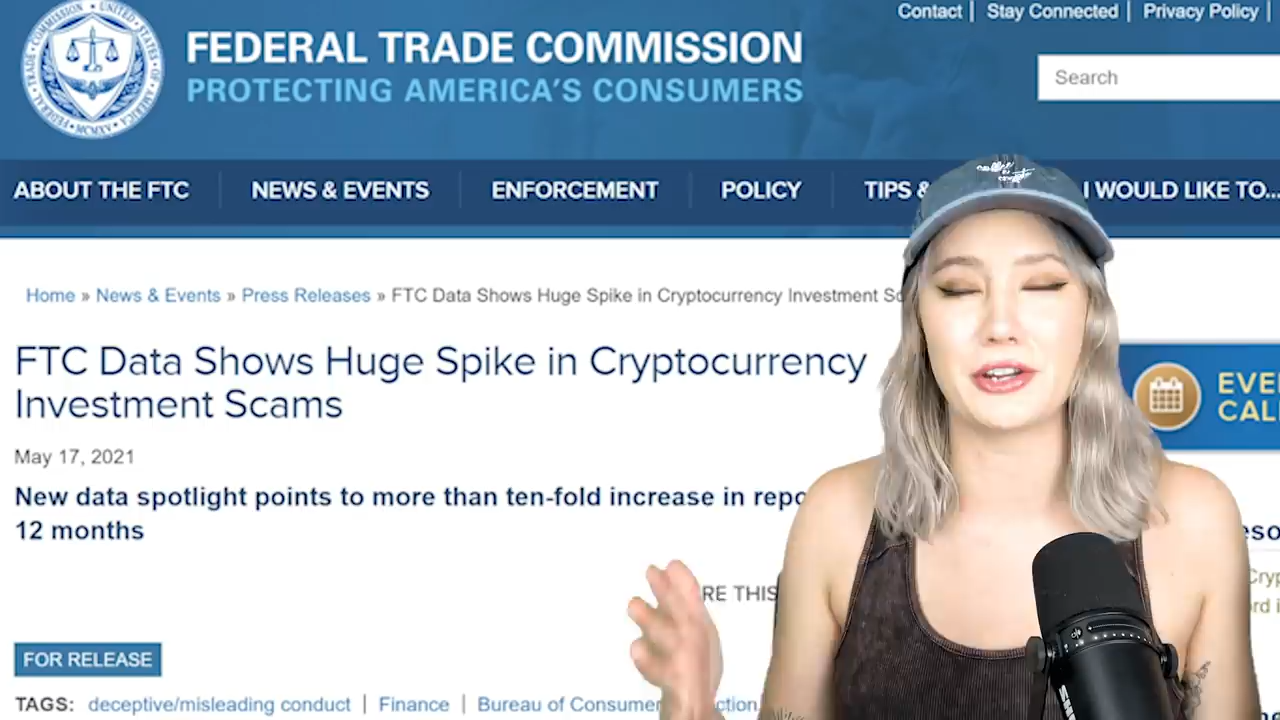 Contact | Stay Connected | Privacy Policy |
FEDERAL TRADE COMMISSION
PROTECTING AMERICA'S CONSUMERS
Search
ABOUT THE FTC NEWS & EVENTS ENFORCEMENT POLICY TIPS & I WOULD LIKE TO...
Home » News & Events » Press Releases » FTC Data Shows Huge Spike in Cryptocurrency Investment
FTC Data Shows Huge Spike in Cryptocurrency
Investment Scams
May 17, 2021
New data spotlight points to more than ten-fold increase in
12 months
THIS
FOR RELEASE
TAGS: deceptive/misleading conduct | Finance | Bureau of Consumer